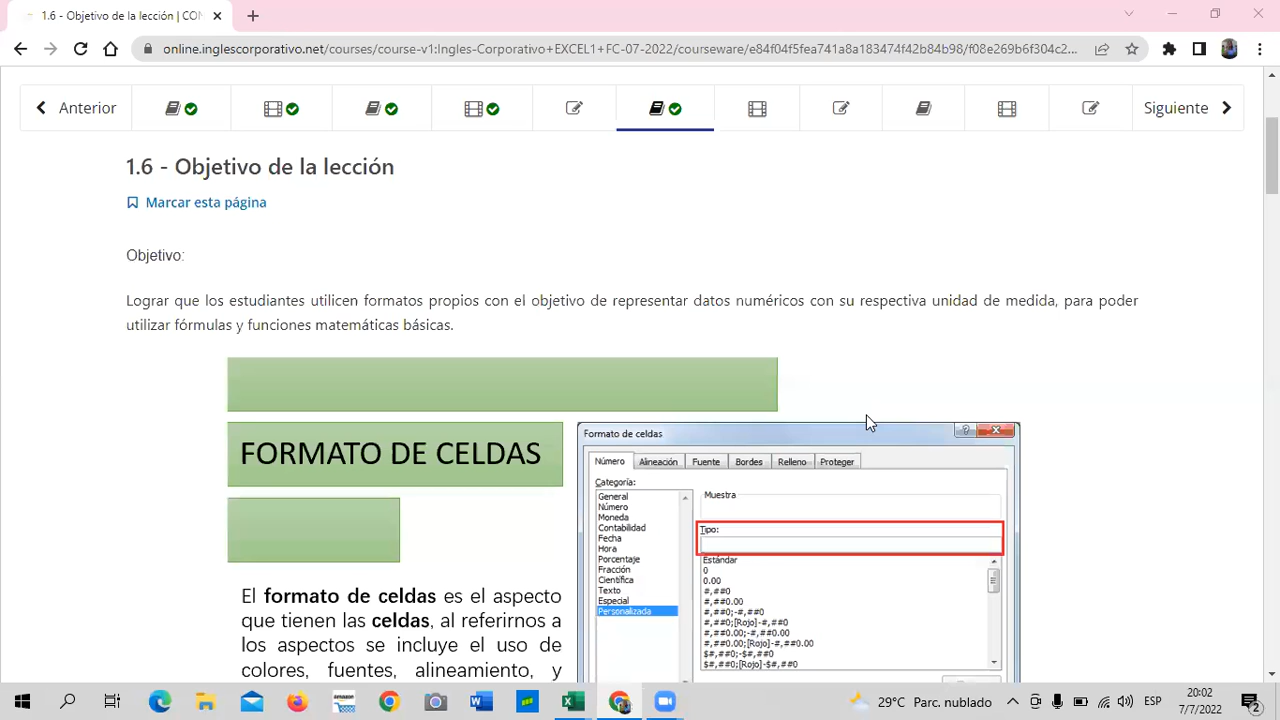 1.6 - Objetivo de la lección | CON
online.inglescorporativo.net/courses/course-v1:Ingles-Corporativo+EXCEL1+FC-07-2022/courseware/e84f04f5fea741a8a183474f42b84b98/f08e269b6f304c2...
Anterior
Siguiente
1.6 - Objetivo de la lección
Marcar esta página
Objetivo:
Lograr que los estudiantes utilicen formatos propios con el objetivo de representar datos numéricos con su respectiva unidad de medida, para poder
utilizar fórmulas y funciones matemáticas básicas.
FORMATO DE CELDAS
El formato de celdas es el aspecto
que tienen las celdas, al referirnos a
los aspectos se incluye el uso de
colores, fuentes, alineamiento, y
Formato de celdas
Número Alineación Fuente Bordes Relleno Proteger
Categoría:
General
Número
Moneda
Contabilidad
Fecha
Hora
Porcentaje
Fracción
Científica
Texto
Especial
Personalizada
Muestra
Tipo:
Estándar
0
0.00
#,##0
#,##0.00
#,##0;-#,##0
#,##0;[Rojo]-#,##0
#,##0.00;-#,##0.00
#,##0.00;[Rojo]-#,##0.00
$#,##0;-$#,##0
$#,##0;[Rojo]-$#,##0
29°C Parc. nublado
ESP
20:02
7/7/2022
2